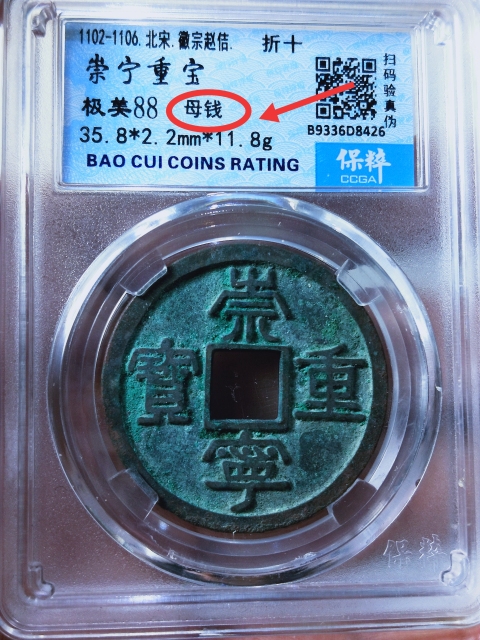 1102-1106.北宋.徽宗赵佶. 折十
崇宁重宝
极美88 母钱
35.8*2.2mm*11.8g
BAO CUI COINS RATING
扫码验真伪
B9336D8426
保粹
CCGA
崇
寶 重
寧
保粹